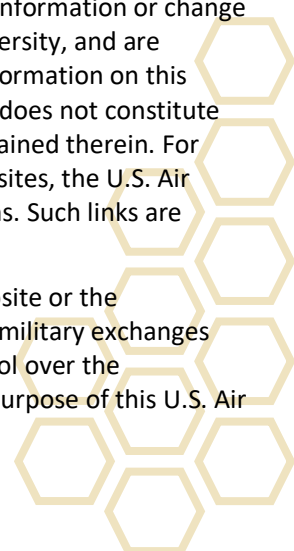 nformation or change
ersity, and are
ormation on this
does not constitute
ained therein. For
sites, the U.S. Air
ns. Such links are
site or the
military exchanges
ol over the
urpose of this U.S. Air